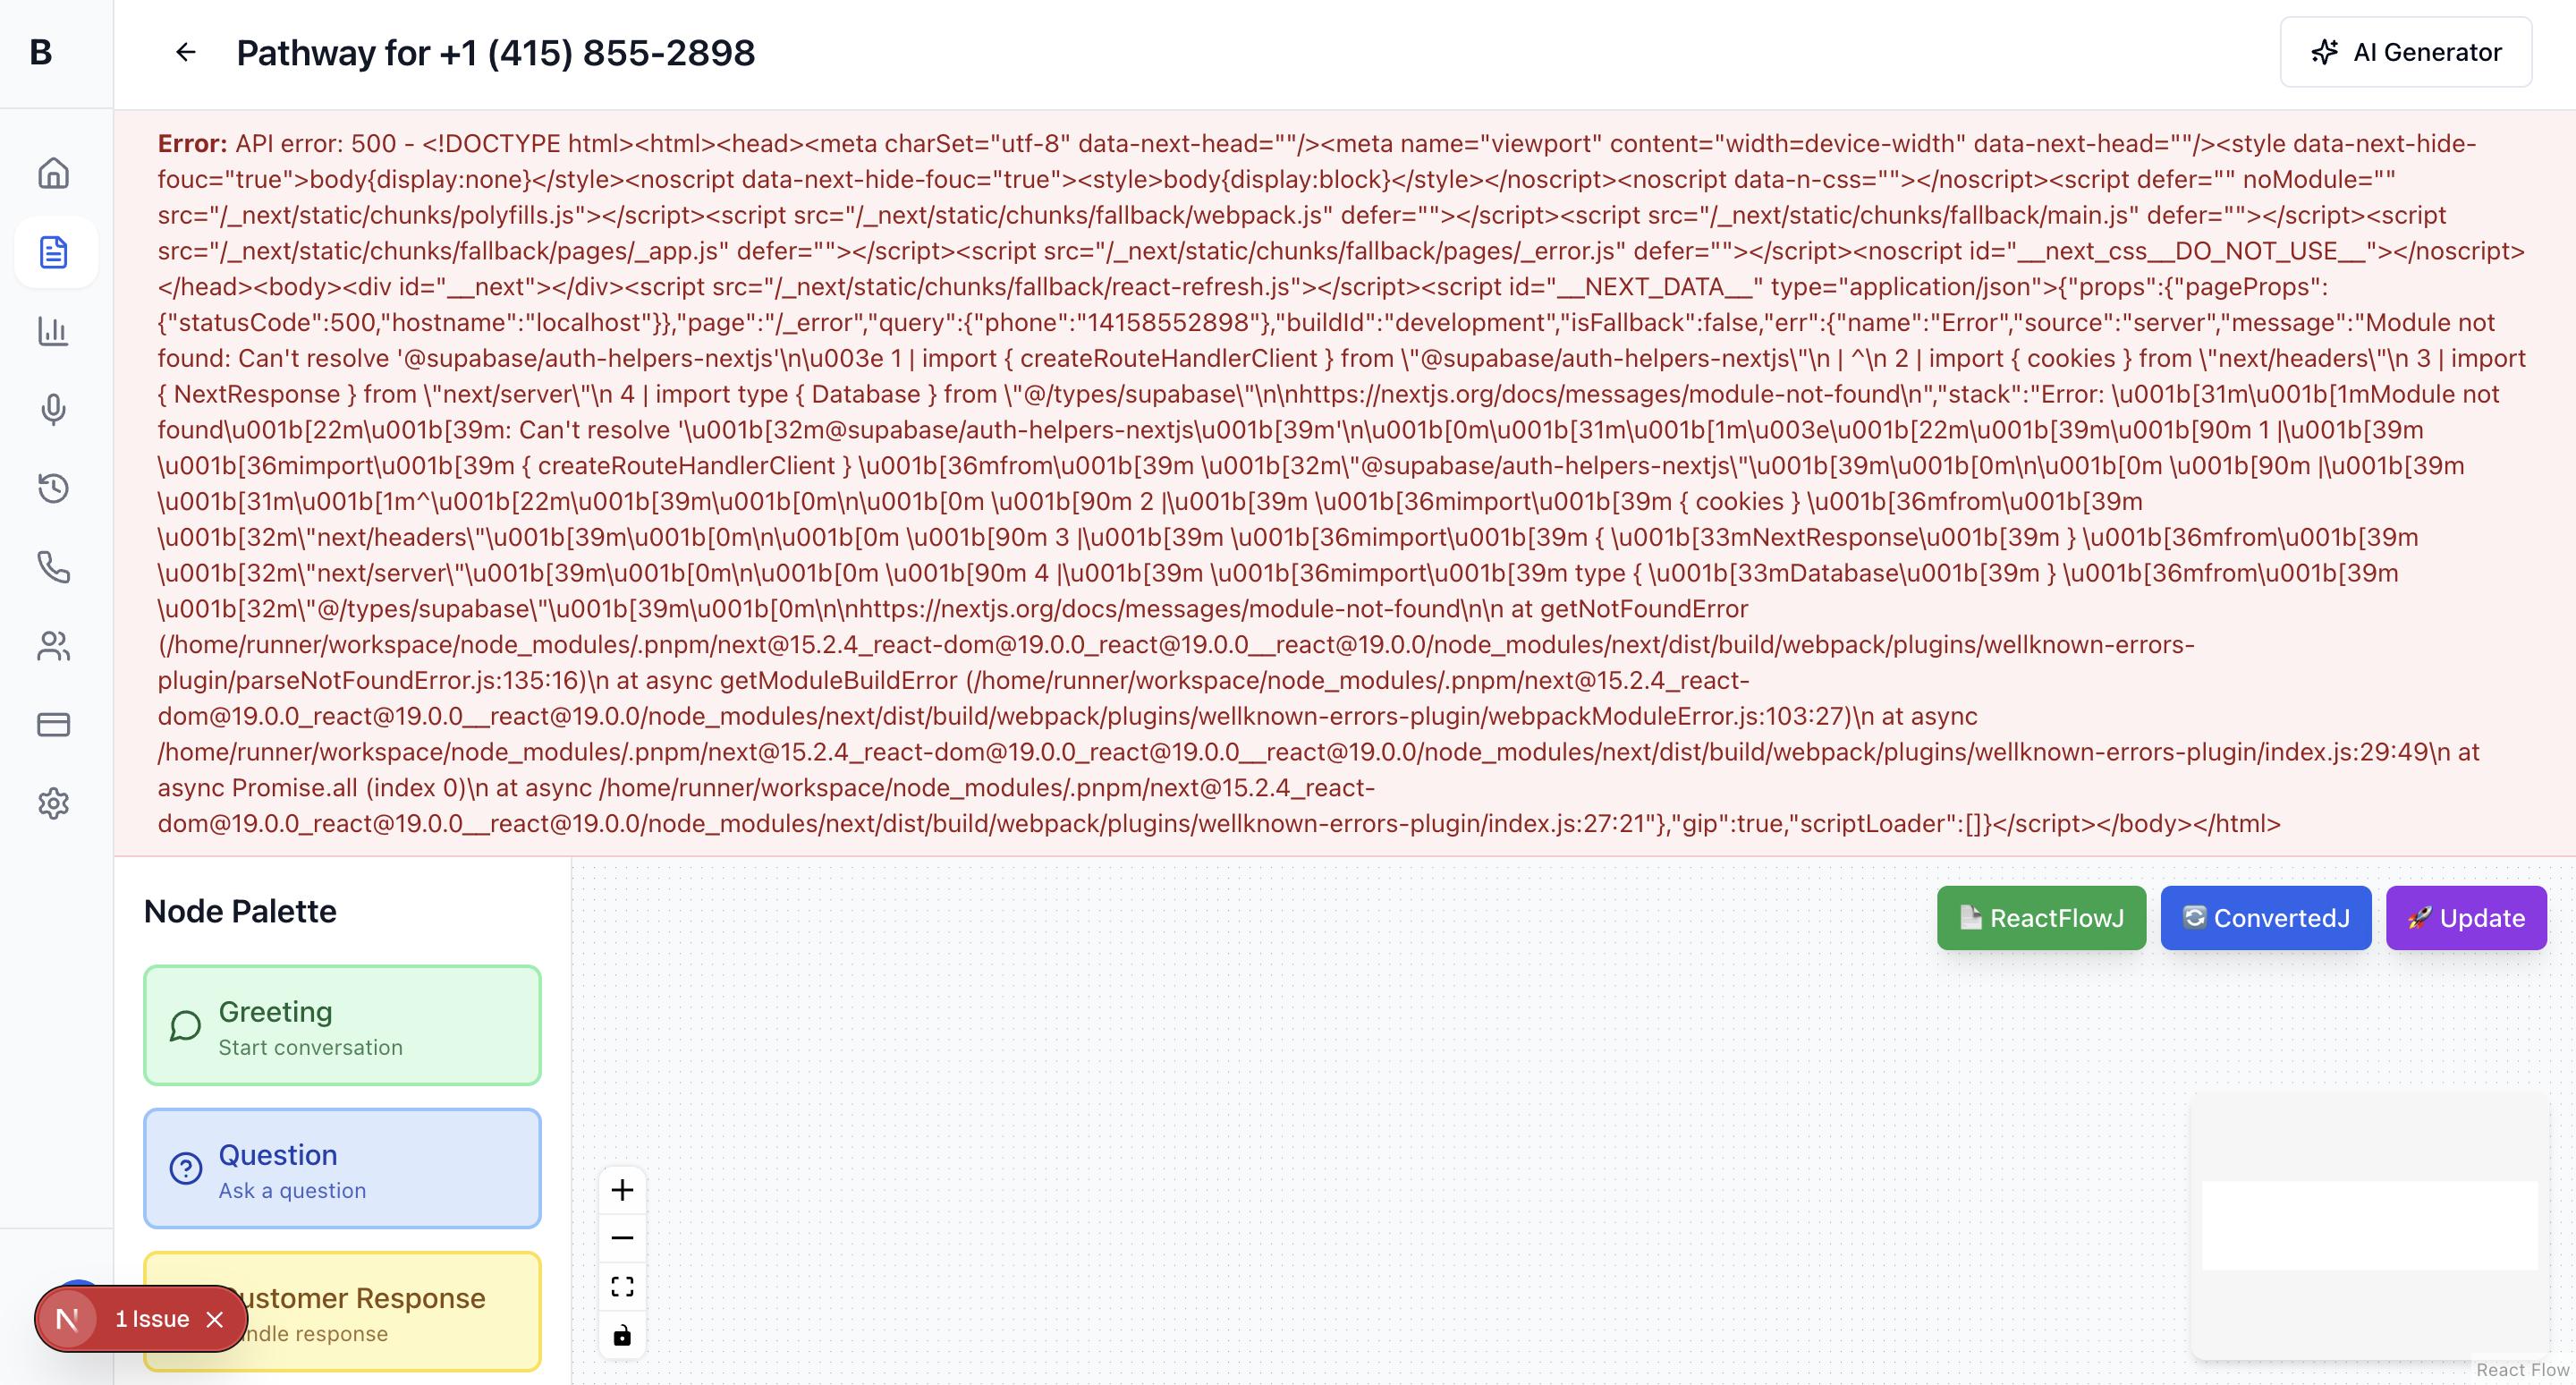 B
Pathway for +1 (415) 855-2898
AI Generator
Error: API error: 500 - <!DOCTYPE html><html><head><meta charSet="utf-8" data-next-head=""/><meta name="viewport" content="width=device-width" data-next-head=""/><style data-next-hide-
fouc="true">body{display:none}</style><noscript data-next-hide-fouc="true"><style>body{display:block}</style></noscript><noscript data-n-css=""></noscript><script defer="" noModule=""
src="/_next/static/chunks/polyfills.js"></script><script src="/_next/static/chunks/fallback/webpack.js" defer=""></script><script src="/_next/static/chunks/fallback/main.js" defer=""></script><script
src="/_next/static/chunks/fallback/pages/_app.js" defer=""></script><script src="/_next/static/chunks/fallback/pages/_error.js" defer=""></script><noscript id="__next_css__DO_NOT_USE__"></noscript>
</head><body><div id="__next"></div><script src="/_next/static/chunks/fallback/react-refresh.js"></script><script id="__NEXT_DATA__" type="application/json">{"props":{"pageProps":
{"statusCode":500,"hostname":"localhost"}},"page":"/_error","query":{"phone":"14158552898"},"buildId":"development","isFallback":false,"err":{"name":"Error","source":"server","message":"Module not
found: Can't resolve '@supabase/auth-helpers-nextjs'\n\u003e 1 | import { createRouteHandlerClient } from \"@supabase/auth-helpers-nextjs\"\n | ^\n 2 | import { cookies } from \"next/headers\"\n 3 | import
{ NextResponse } from \"next/server\"\n 4 | import type { Database } from \"@/types/supabase\"\n\nhttps://nextjs.org/docs/messages/module-not-found\n","stack":"Error: \u001b[31m\u001b[1mModule not
found\u001b[22m\u001b[39m: Can't resolve '\u001b[32m@supabase/auth-helpers-nextjs\u001b[39m'\n\u001b[0m\u001b[31m\u001b[1m\u003e\u001b[22m\u001b[39m\u001b[90m 1 |\u001b[39m
\u001b[36mimport\u001b[39m { createRouteHandlerClient } \u001b[36mfrom\u001b[39m \u001b[32m\"@supabase/auth-helpers-nextjs\"\u001b[39m\u001b[0m\n\u001b[0m \u001b[90m |\u001b[39m
\u001b[31m\u001b[1m^\u001b[22m\u001b[39m\u001b[0m\n\u001b[0m \u001b[90m 2 |\u001b[39m \u001b[36mimport\u001b[39m { cookies } \u001b[36mfrom\u001b[39m
\u001b[32m\"next/headers\"\u001b[39m\u001b[0m\n\u001b[0m \u001b[90m 3 |\u001b[39m \u001b[36mimport\u001b[39m { \u001b[33mNextResponse\u001b[39m } \u001b[36mfrom\u001b[39m
\u001b[32m\"next/server\"\u001b[39m\u001b[0m\n\u001b[0m \u001b[90m 4 |\u001b[39m \u001b[36mimport\u001b[39m type { \u001b[33mDatabase\u001b[39m } \u001b[36mfrom\u001b[39m
\u001b[32m\"@/types/supabase\"\u001b[39m\u001b[0m\n\nhttps://nextjs.org/docs/messages/module-not-found\n\n at getNotFoundError
(/home/runner/workspace/node_modules/.pnpm/next@15.2.4_react-dom@19.0.0_react@19.0.0__react@19.0.0/node_modules/next/dist/build/webpack/plugins/wellknown-errors-
plugin/parseNotFoundError.js:135:16)\n at async getModuleBuildError (/home/runner/workspace/node_modules/.pnpm/next@15.2.4_react-
dom@19.0.0_react@19.0.0__react@19.0.0/node_modules/next/dist/build/webpack/plugins/wellknown-errors-plugin/webpackModuleError.js:103:27)\n at async
/home/runner/workspace/node_modules/.pnpm/next@15.2.4_react-dom@19.0.0_react@19.0.0__react@19.0.0/node_modules/next/dist/build/webpack/plugins/wellknown-errors-plugin/index.js:29:49\n at
async Promise.all (index 0)\n at async /home/runner/workspace/node_modules/.pnpm/next@15.2.4_react-
dom@19.0.0_react@19.0.0__react@19.0.0/node_modules/next/dist/build/webpack/plugins/wellknown-errors-plugin/index.js:27:21"},"gip":true,"scriptLoader":[]}</script></body></html>
Node Palette
ReactFlowJ
ConvertedJ
Update
Greeting
Start conversation
Question
Ask a question
ustomer Response
ndle response
1 Issue
React Flow